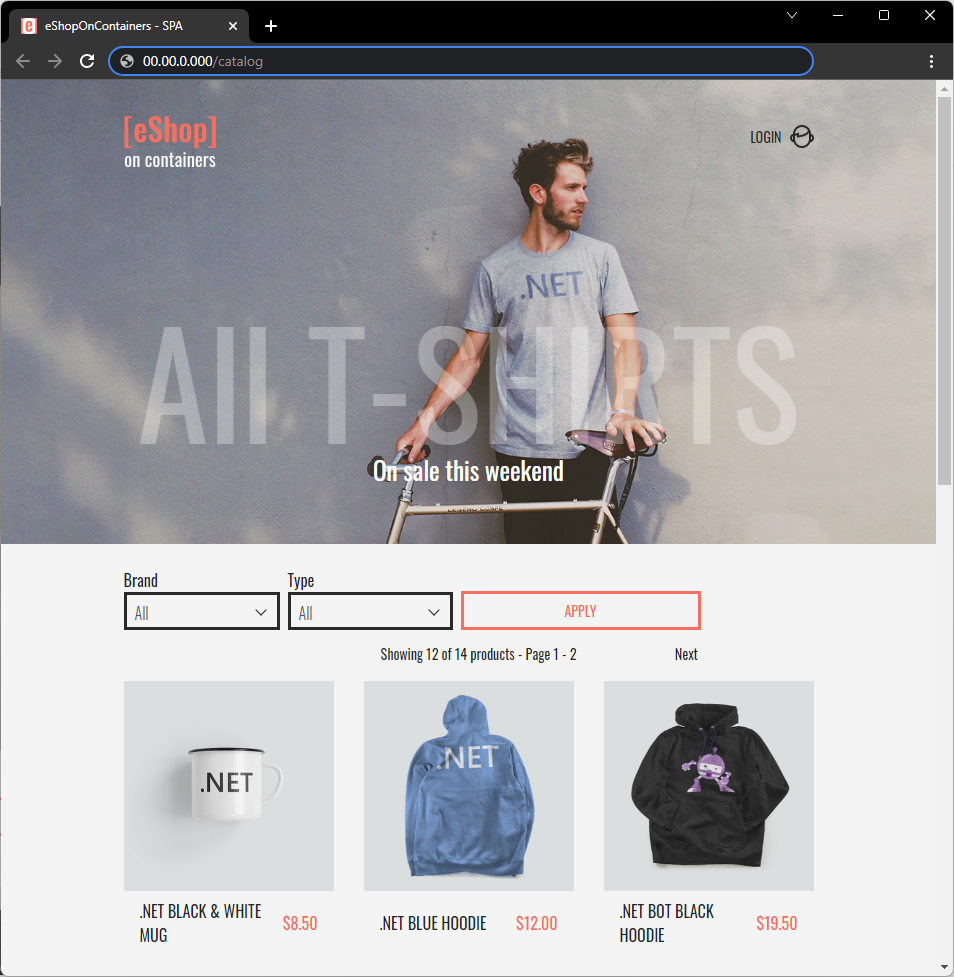 eShopOnContainers - SPA
00.00.0.000/catalog
[eShop]
on containers
LOGIN
.NET
All T-SHIRTS
On sale this weekend
Brand
Type
All
All
APPLY
Showing 12 of 14 products - Page 1 - 2
Next
.NET
.NET
.NET BLACK & WHITE
MUG
$8.50
.NET BLUE HOODIE
$12.00
.NET BOT BLACK
HOODIE
$19.50